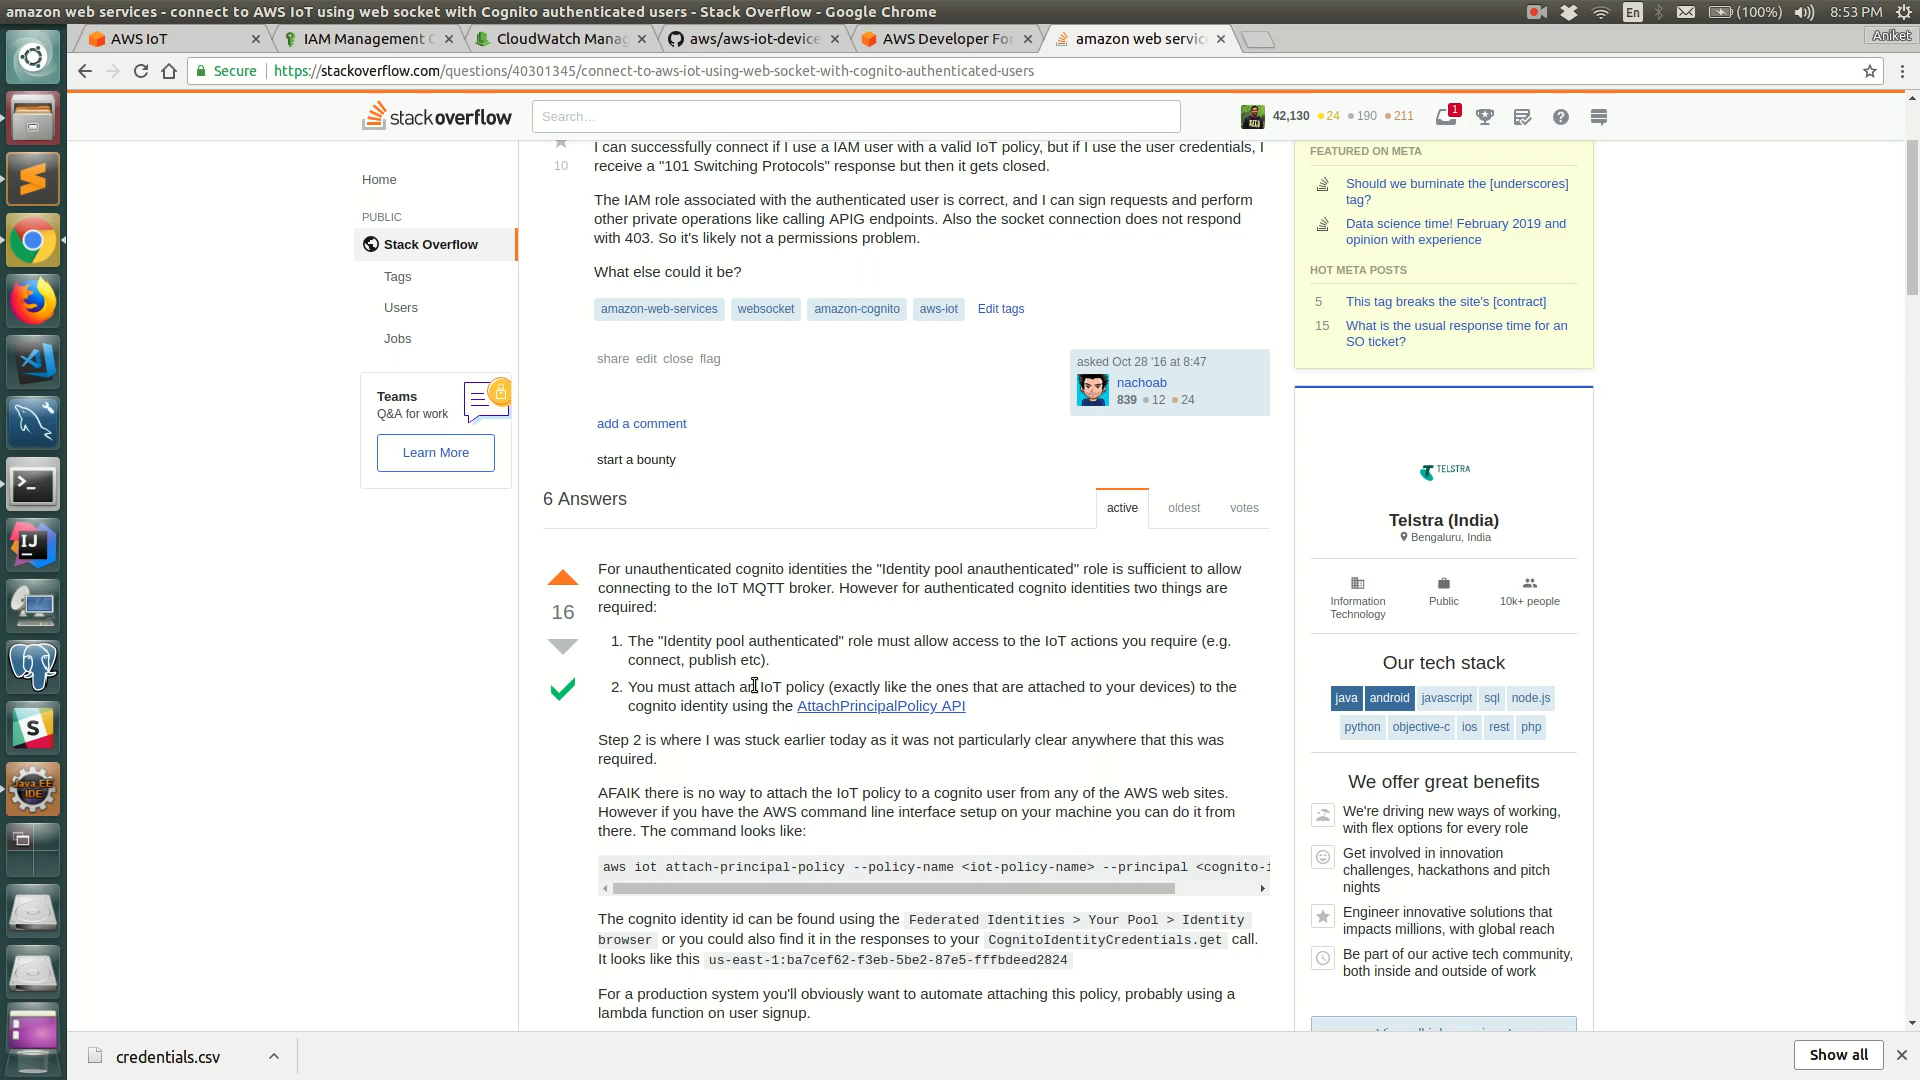 amazon web services - connect to AWS IoT using web socket with Cognito authenticated users - Stack Overflow - Google Chrome
En
(100%)
8:53 PM
AWS IoT
IAM Management C
CloudWatch Manag
aws/aws-iot-device
AWS Developer For
amazon web servic
Aniket
Secure
https://stackoverflow.com/questions/40301345/connect-to-aws-iot-using-web-socket-with-cognito-authenticated-users
stackoverflow
Search…
42,130
24
190
211
1
Home
PUBLIC
Stack Overflow
Tags
Users
Jobs
Teams
Q&A for work
Learn More
10
I can successfully connect if I use a IAM user with a valid IoT policy, but if I use the user credentials, I
receive a "101 Switching Protocols" response but then it gets closed.
The IAM role associated with the authenticated user is correct, and I can sign requests and perform
other private operations like calling APIG endpoints. Also the socket connection does not respond
with 403. So it's likely not a permissions problem.
What else could it be?
amazon-web-services
websocket
amazon-cognito
aws-iot
Edit tags
share edit close flag
asked Oct 28 '16 at 8:47
nachoab
839
12
24
add a comment
start a bounty
6 Answers
active
oldest
votes
16
For unauthenticated cognito identities the "Identity pool anauthenticated" role is sufficient to allow
connecting to the IoT MQTT broker. However for authenticated cognito identities two things are
required:
1. The "Identity pool authenticated" role must allow access to the IoT actions you require (e.g.
connect, publish etc).
2. You must attach an IoT policy (exactly like the ones that are attached to your devices) to the
cognito identity using the AttachPrincipalPolicy API
Step 2 is where I was stuck earlier today as it was not particularly clear anywhere that this was
required.
AFAIK there is no way to attach the IoT policy to a cognito user from any of the AWS web sites.
However if you have the AWS command line interface setup on your machine you can do it from
there. The command looks like:
aws iot attach-principal-policy --policy-name <iot-policy-name> --principal <cognito-i
The cognito identity id can be found using the Federated Identities > Your Pool > Identity
browser or you could also find it in the responses to your CognitoIdentityCredentials.get call.
It looks like this us-east-1:ba7cef62-f3eb-5be2-87e5-fffbdeed2824
For a production system you'll obviously want to automate attaching this policy, probably using a
lambda function on user signup.
FEATURED ON META
Should we burninate the [underscores]
tag?
Data science time! February 2019 and
opinion with experience
HOT META POSTS
5 This tag breaks the site's [contract]
15 What is the usual response time for an
SO ticket?
TELSTRA
Telstra (India)
Bengaluru, India
Information
Technology
Public
10k+ people
Our tech stack
java
android
javascript
sql
node.js
python
objective-c
ios
rest
php
We offer great benefits
We're driving new ways of working,
with flex options for every role
Get involved in innovation
challenges, hackathons and pitch
nights
Engineer innovative solutions that
impacts millions, with global reach
Be part of our active tech community,
both inside and outside of work
IJ
Java EE
IDE
credentials.csv
Show all